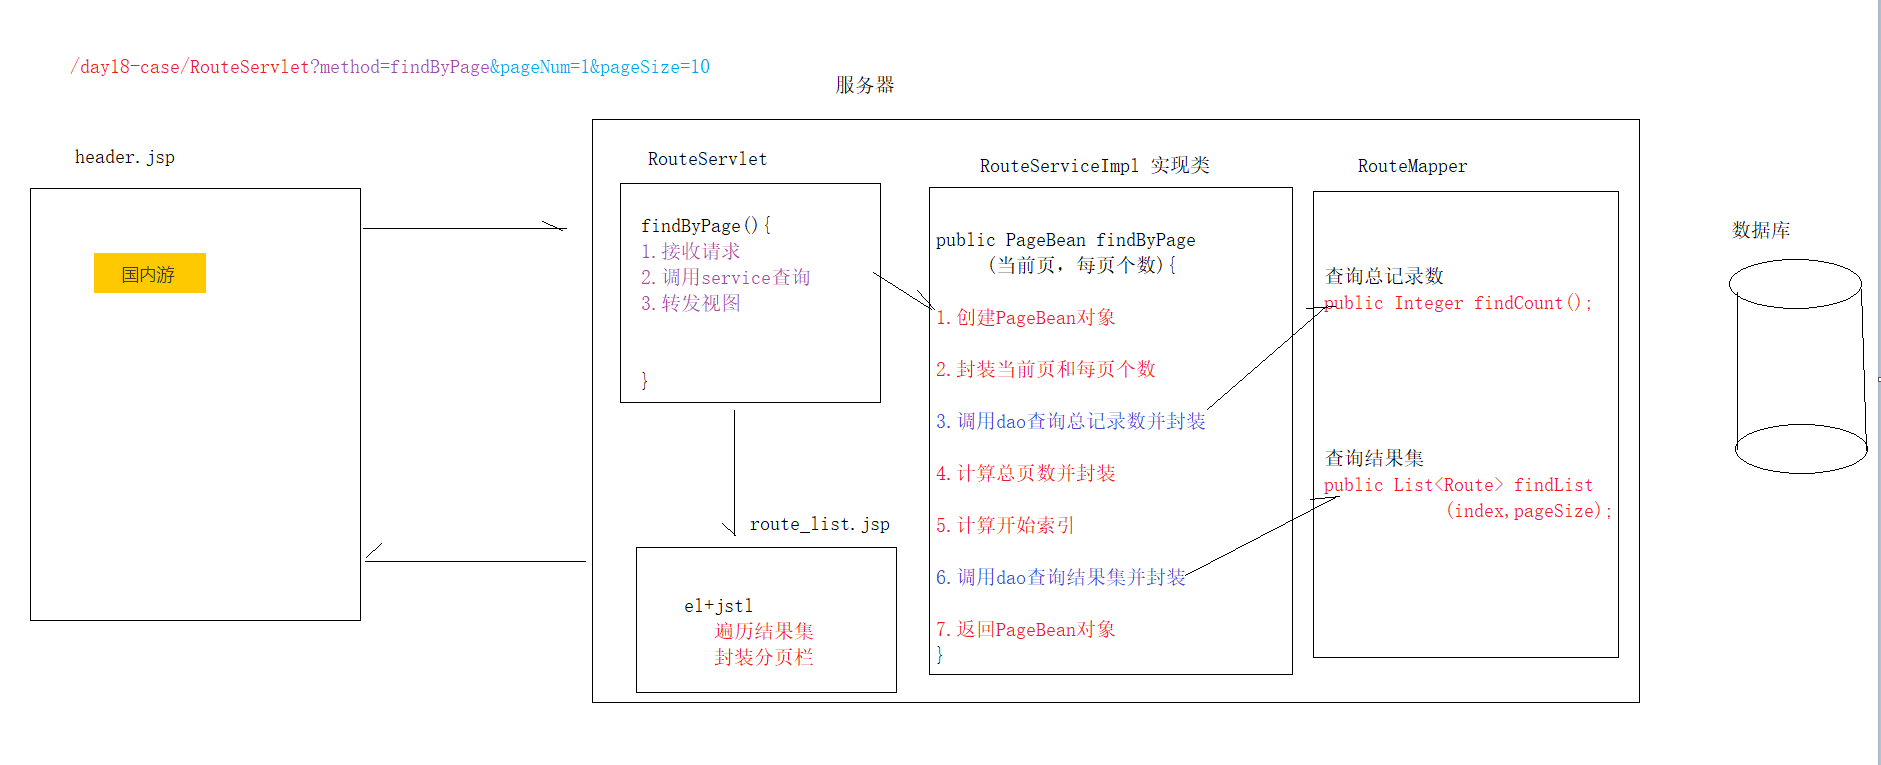 /day18-case/RouteServlet?method=findByPage&pageNum=1&pageSize=10
服务器
header.jsp
国内游
RouteServlet
findByPage(){
1.接收请求
2.调用service查询
3.转发视图
}
route_list.jsp
el+jstl
遍历结果集
封装分页栏
RouteServiceImpl 实现类
public PageBean findByPage
(当前页，每页个数){
1.创建PageBean对象
2.封装当前页和每页个数
3.调用dao查询总记录数并封装
4.计算总页数并封装
5.计算开始索引
6.调用dao查询结果集并封装
7.返回PageBean对象
}
RouteMapper
查询总记录数
public Integer findCount();
查询结果集
public List<Route> findList
(index,pageSize);
数据库